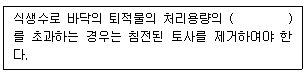 식생수로 바닥의 퇴적물의 처리용량의 (          )
를 초과하는 경우는 침전된 토사를 제거하여야 한
다.